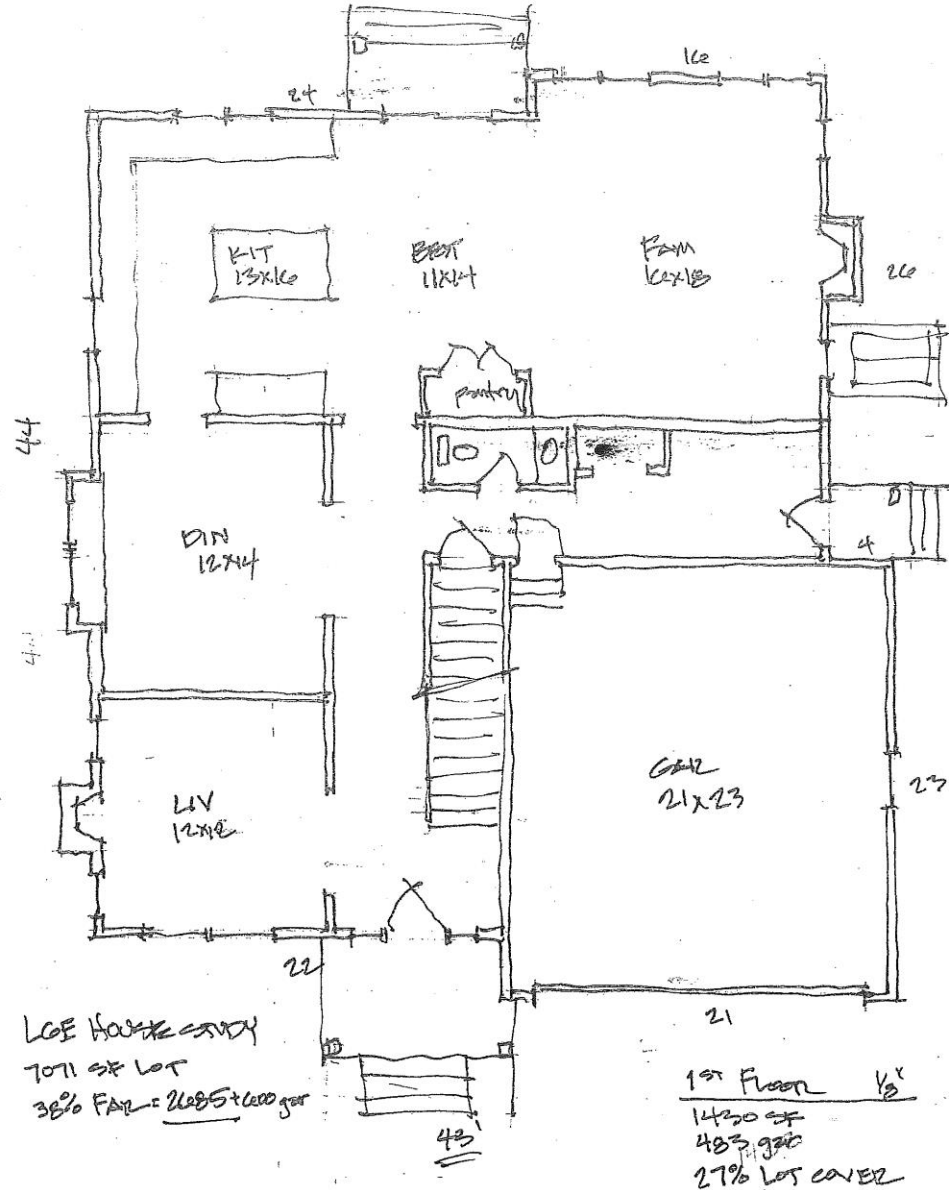 24
16
KIT
13x16
BRKT
11x14
FAM
16x18
26
pantry
44
DIN
12x14
4
GAR
21x23
23
LIV
12x12
22
21
LGE HOUSE STUDY
7071 SF LOT
38% FAR = 2685 + 600 gar
43'
1ST FLOOR 1/8"
1430 SF
483 gar
27% LOT COVER